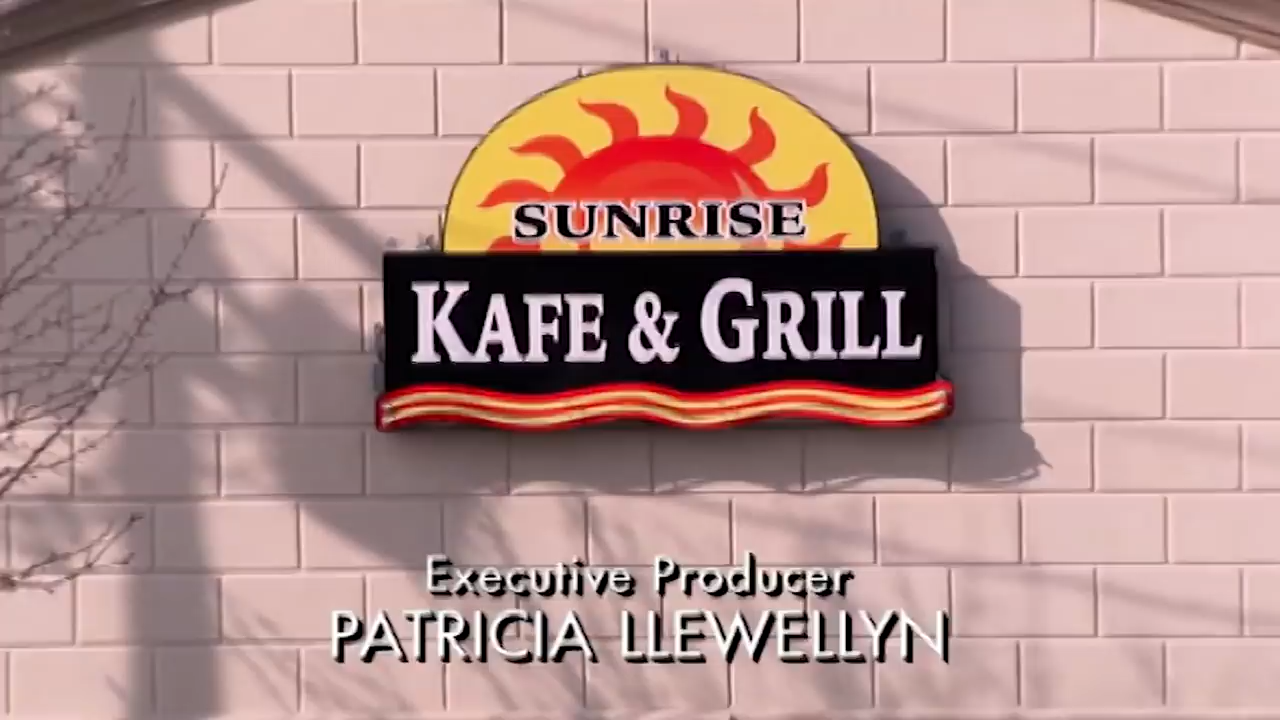 SUNRISE
KAFE & GRILL
Executive Producer
PATRICIA LLEWELLYN